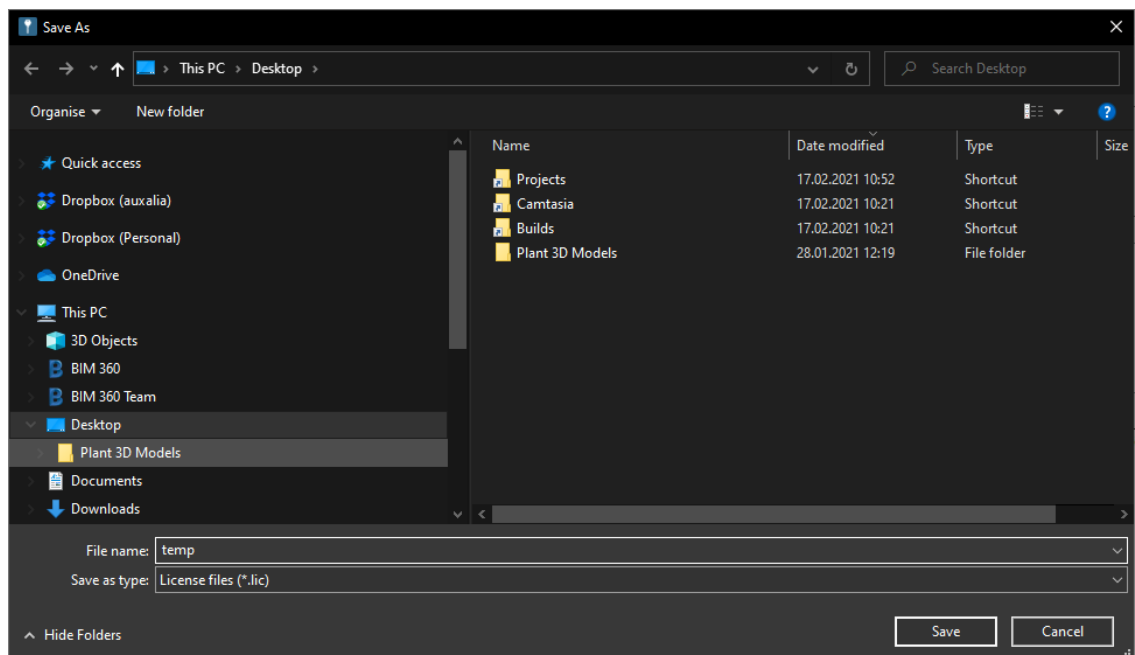 Save As
This PC > Desktop >
Search Desktop
Organise New folder
Quick access
Dropbox (auxalia)
Dropbox (Personal)
OneDrive
This PC
3D Objects
BIM 360
BIM 360 Team
Desktop
Plant 3D Models
Documents
Downloads
Name Date modified Type Size
Projects 17.02.2021 10:52 Shortcut
Camtasia 17.02.2021 10:21 Shortcut
Builds 17.02.2021 10:21 Shortcut
Plant 3D Models 28.01.2021 12:19 File folder
File name: temp
Save as type: License files (*.lic)
Hide Folders
Save Cancel